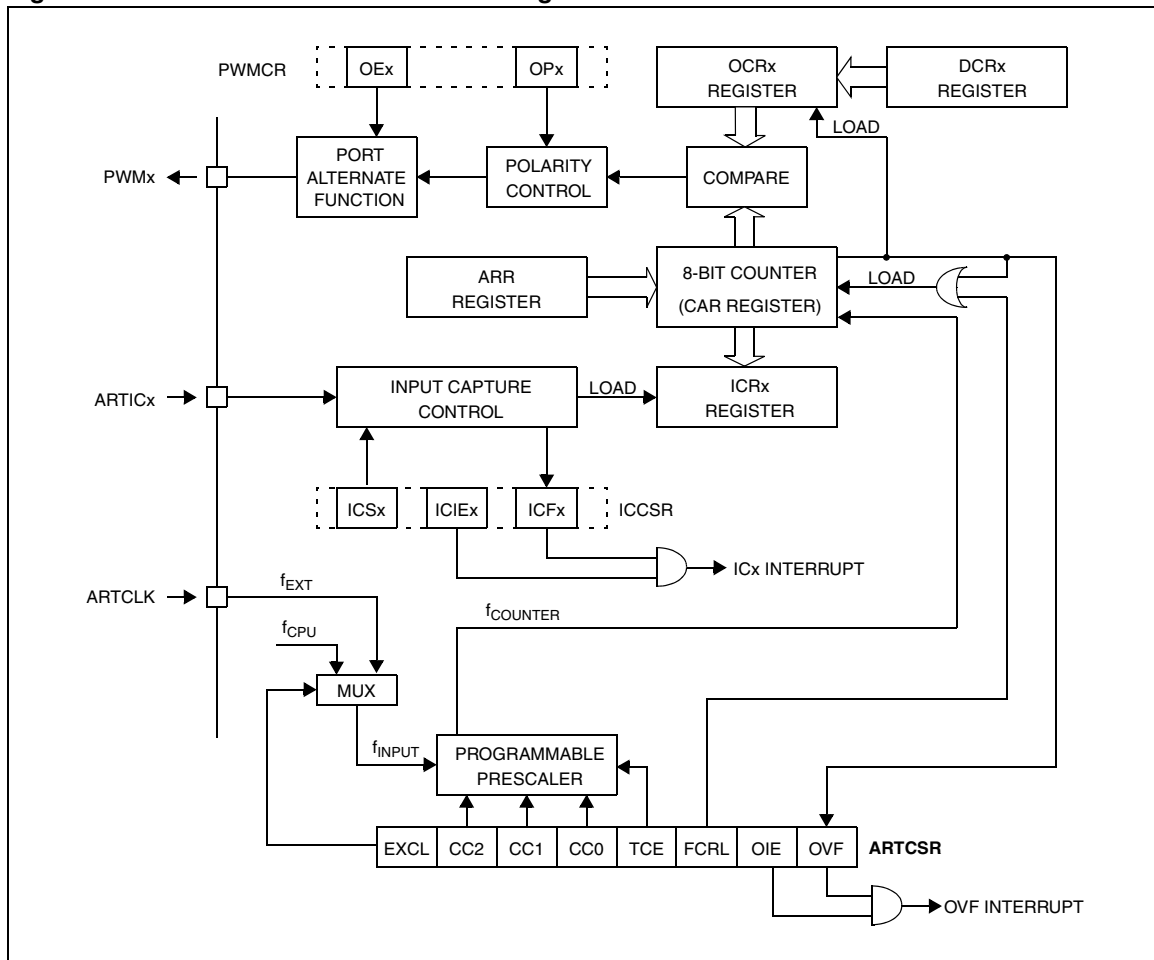 PWMCR
OEx
OPx
OCRx
REGISTER
DCRx
REGISTER
LOAD
PWMx
PORT
ALTERNATE
FUNCTION
POLARITY
CONTROL
COMPARE
ARR
REGISTER
8-BIT COUNTER
(CAR REGISTER)
LOAD
ARTICx
INPUT CAPTURE
CONTROL
LOAD
ICRx
REGISTER
ICSx
ICIEx
ICFx
ICCSR
ICx INTERRUPT
ARTCLK
fEXT
fCPU
MUX
fCOUNTER
fINPUT
PROGRAMMABLE
PRESCALER
EXCL CC2 CC1 CC0 TCE FCRL OIE OVF ARTCSR
OVF INTERRUPT